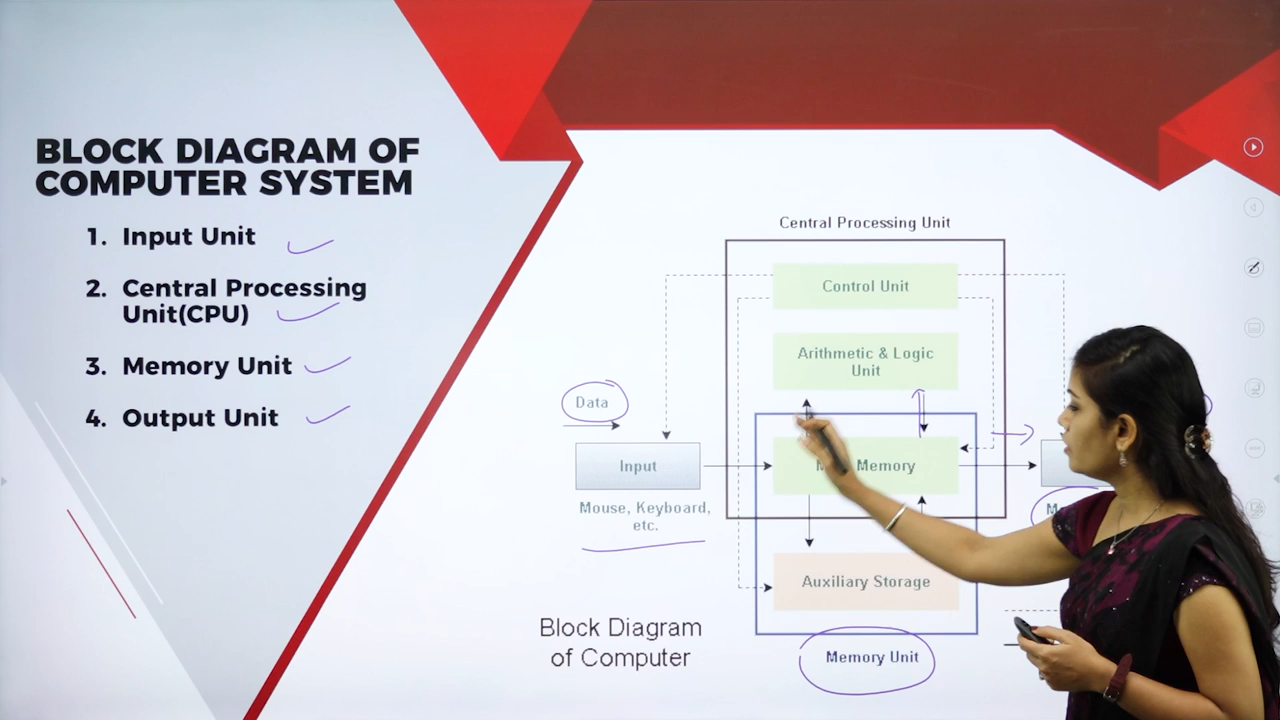 BLOCK DIAGRAM OF
COMPUTER SYSTEM
1. Input Unit
2. Central Processing
Unit(CPU)
3. Memory Unit
4. Output Unit
Central Processing Unit
Control Unit
Arithmetic & Logic
Unit
Data
Input
Memory
Mouse, Keyboard,
etc.
Auxiliary Storage
Block Diagram
of Computer
Memory Unit